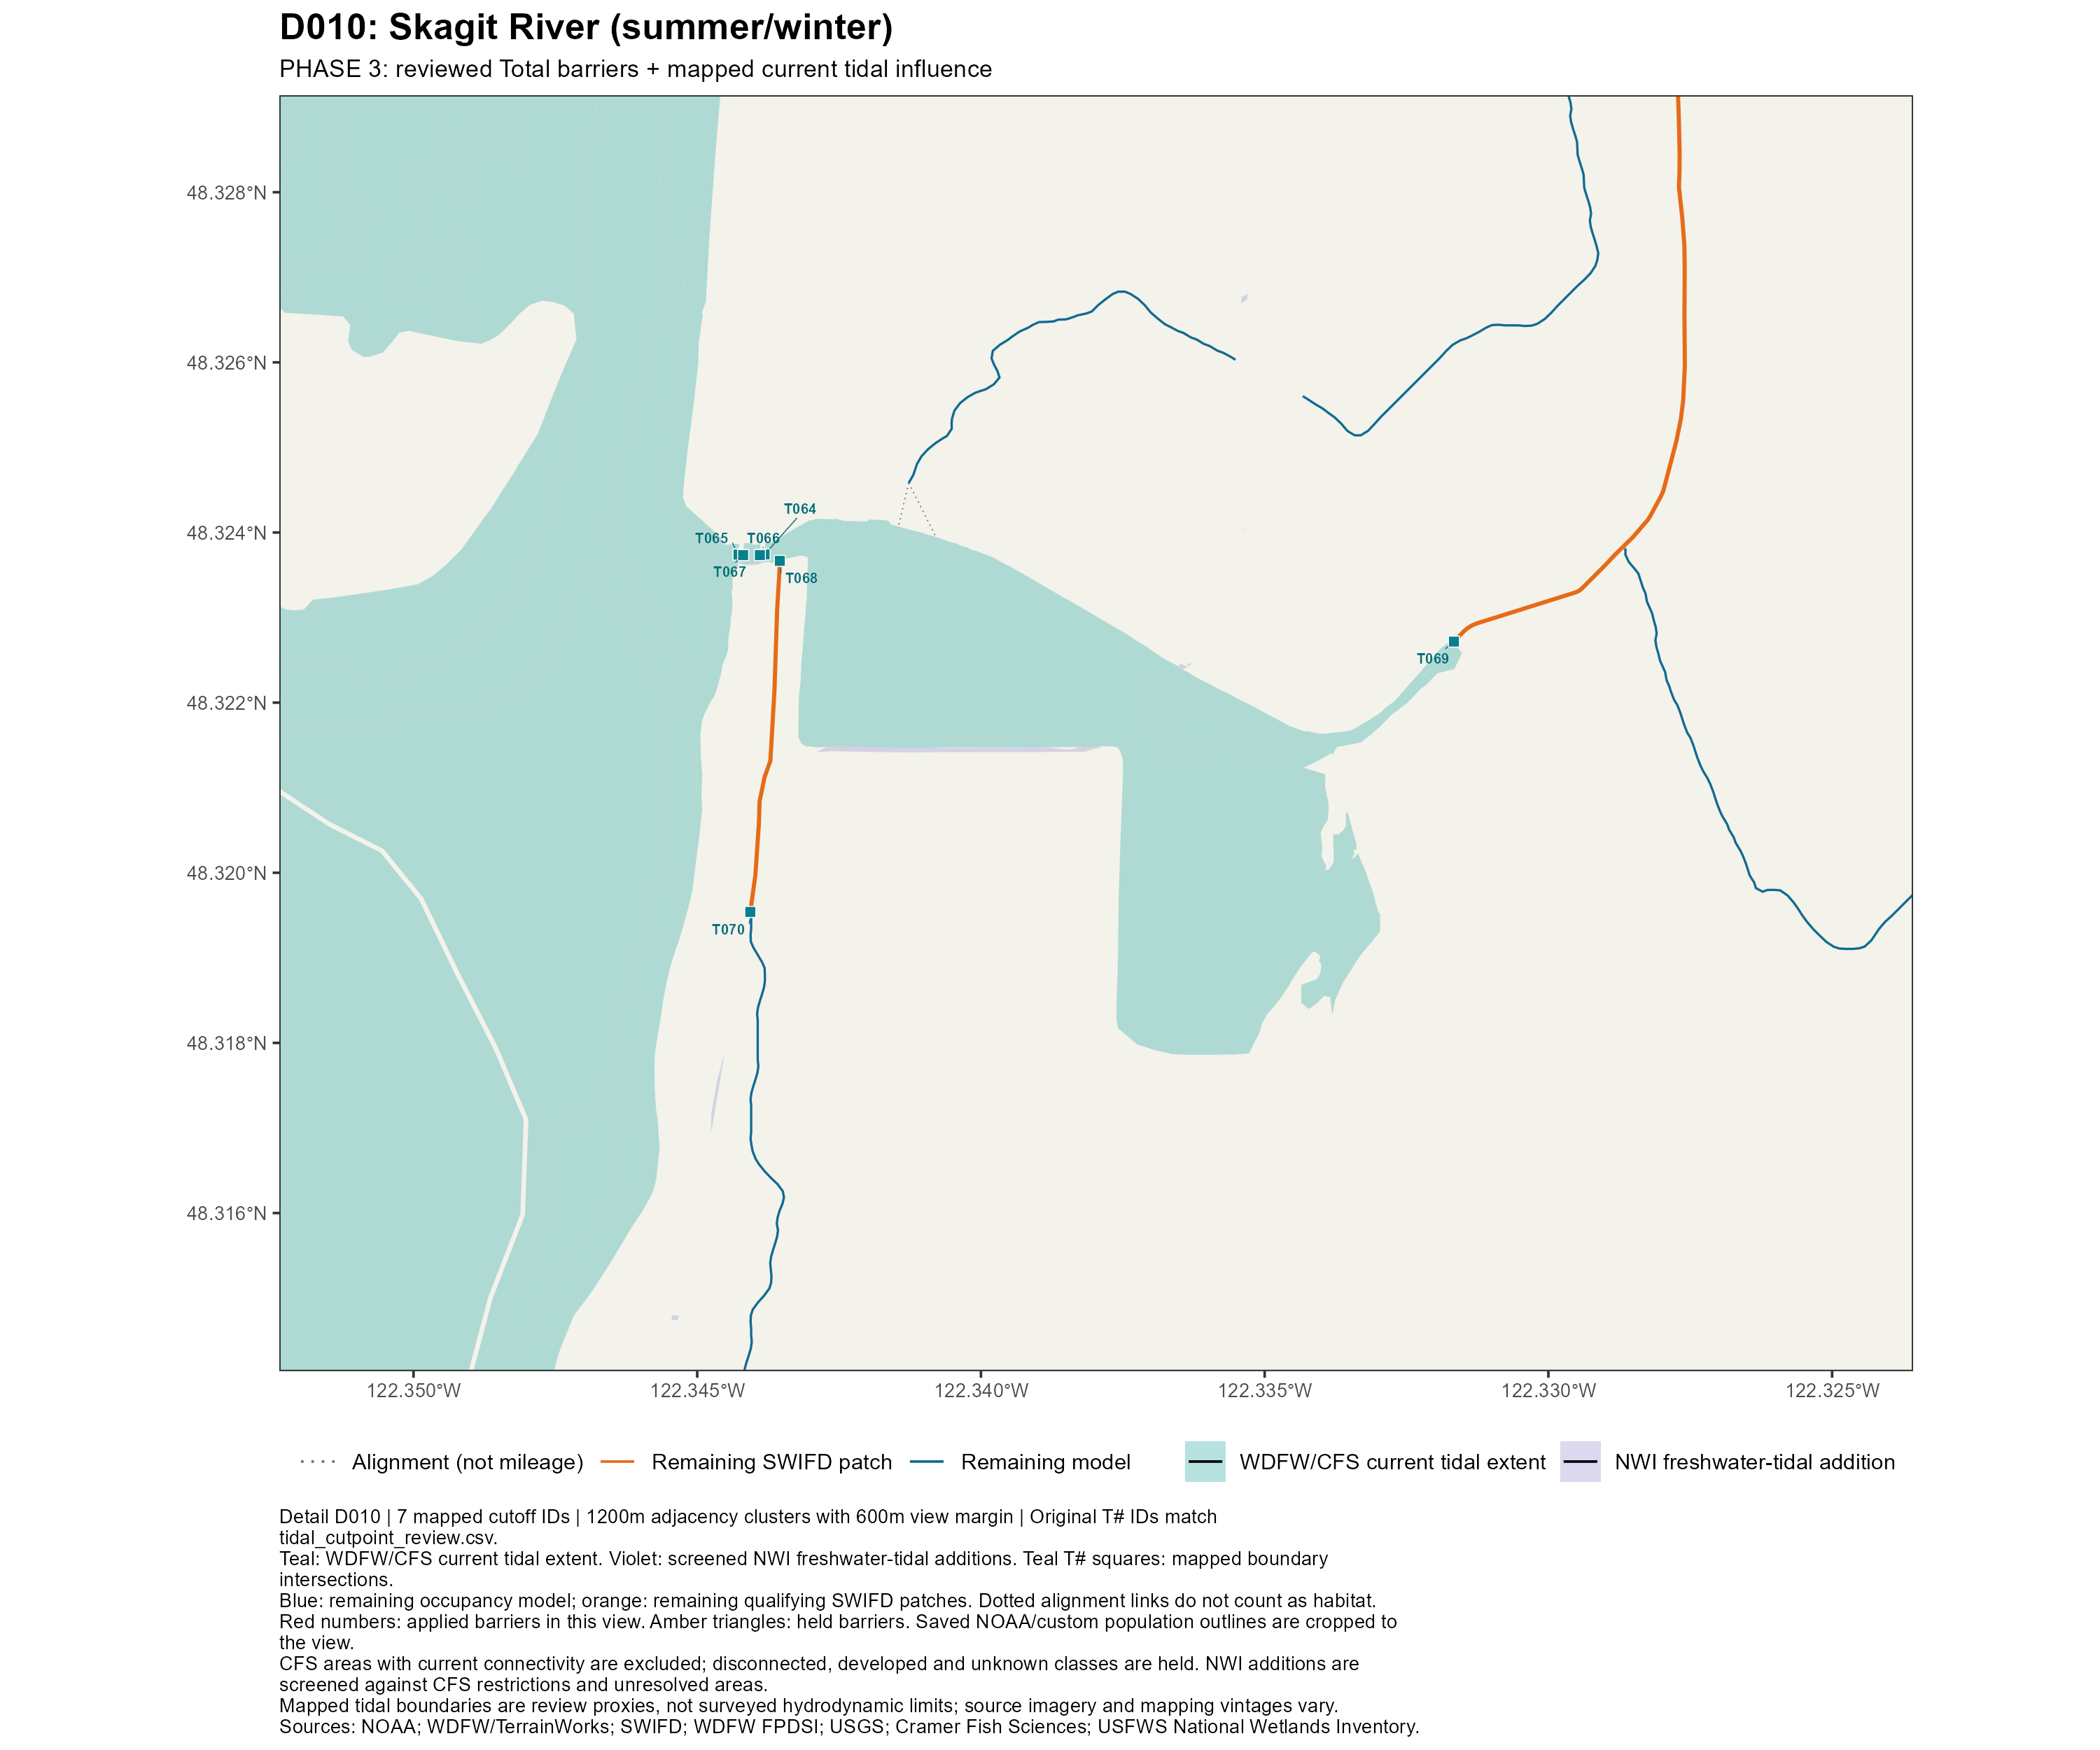 D010: Skagit River (summer/winter)
PHASE 3: reviewed Total barriers + mapped current tidal influence
48.328°N
48.326°N
48.324°N
48.322°N
48.320°N
48.318°N
48.316°N
T064
T065
T066
T067
T068
T069
T070
122.350°W
122.345°W
122.340°W
122.335°W
122.330°W
122.325°W
Alignment (not mileage)
Remaining SWIFD patch
Remaining model
WDFW/CFS current tidal extent
NWI freshwater-tidal addition
Detail D010 | 7 mapped cutoff IDs | 1200m adjacency clusters with 600m view margin | Original T# IDs match
tidal_cutpoint_review.csv.
Teal: WDFW/CFS current tidal extent. Violet: screened NWI freshwater-tidal additions. Teal T# squares: mapped boundary
intersections.
Blue: remaining occupancy model; orange: remaining qualifying SWIFD patches. Dotted alignment links do not count as habitat.
Red numbers: applied barriers in this view. Amber triangles: held barriers. Saved NOAA/custom population outlines are cropped to
the view.
CFS areas with current connectivity are excluded; disconnected, developed and unknown classes are held. NWI additions are
screened against CFS restrictions and unresolved areas.
Mapped tidal boundaries are review proxies, not surveyed hydrodynamic limits; source imagery and mapping vintages vary.
Sources: NOAA; WDFW/TerrainWorks; SWIFD; WDFW FPDSI; USGS; Cramer Fish Sciences; USFWS National Wetlands Inventory.